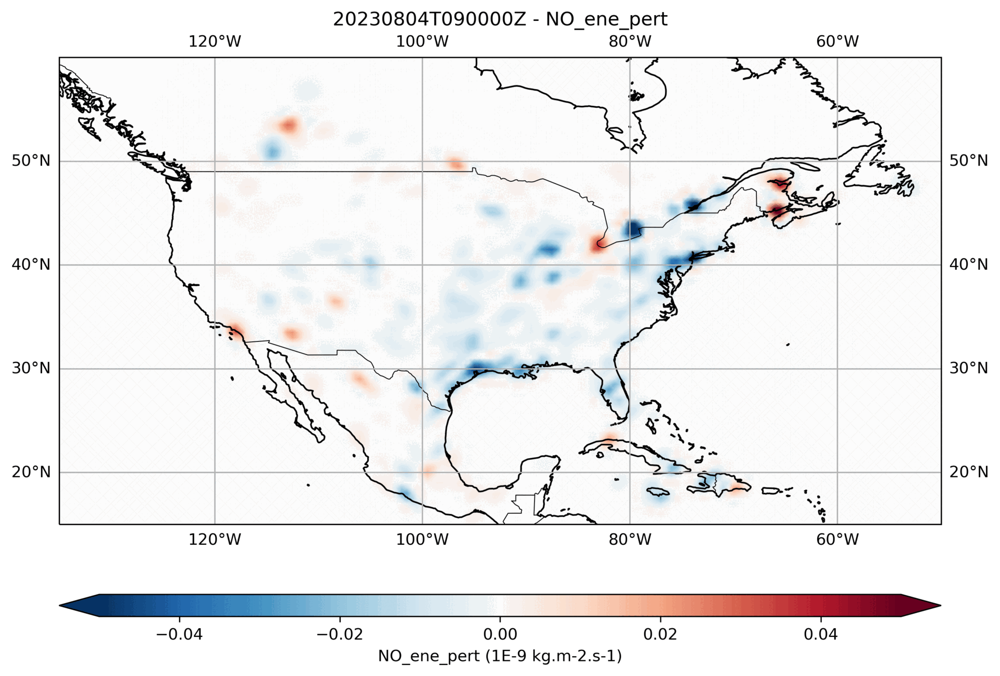 20230804T090000Z - NO_ene_pert
120°W 100°W 80°W 60°W
50°N 50°N
40°N 40°N
30°N 30°N
20°N 20°N
120°W 100°W 80°W 60°W
−0.04 −0.02 0.00 0.02 0.04
NO_ene_pert (1E-9 kg.m-2.s-1)